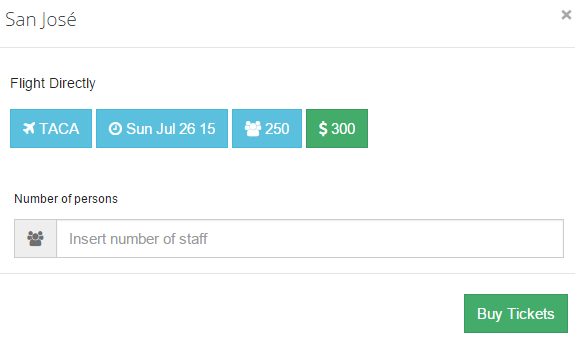 San José
×
Flight Directly
TACA Sun Jul 26 15 250 $ 300
Number of persons
Insert number of staff
Buy Tickets